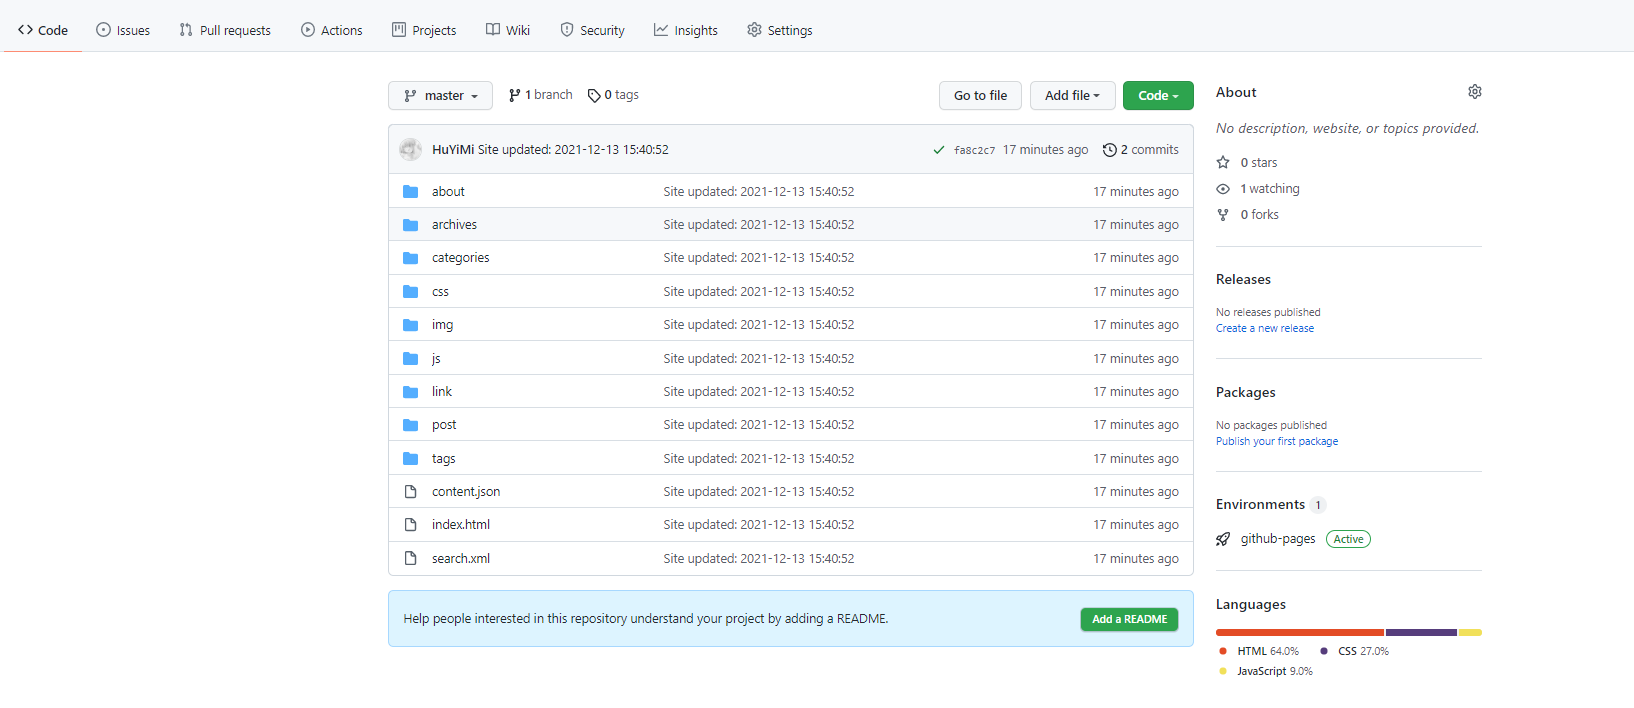 Code Issues Pull requests Actions Projects Wiki Security Insights Settings
master 1 branch 0 tags Go to file Add file Code
HuYiMi Site updated: 2021-12-13 15:40:52 fa8c2c7 17 minutes ago 2 commits
about Site updated: 2021-12-13 15:40:52 17 minutes ago
archives Site updated: 2021-12-13 15:40:52 17 minutes ago
categories Site updated: 2021-12-13 15:40:52 17 minutes ago
css Site updated: 2021-12-13 15:40:52 17 minutes ago
img Site updated: 2021-12-13 15:40:52 17 minutes ago
js Site updated: 2021-12-13 15:40:52 17 minutes ago
link Site updated: 2021-12-13 15:40:52 17 minutes ago
post Site updated: 2021-12-13 15:40:52 17 minutes ago
tags Site updated: 2021-12-13 15:40:52 17 minutes ago
content.json Site updated: 2021-12-13 15:40:52 17 minutes ago
index.html Site updated: 2021-12-13 15:40:52 17 minutes ago
search.xml Site updated: 2021-12-13 15:40:52 17 minutes ago
Help people interested in this repository understand your project by adding a README. Add a README
About
No description, website, or topics provided.
0 stars
1 watching
0 forks
Releases
No releases published
Create a new release
Packages
No packages published
Publish your first package
Environments 1
github-pages Active
Languages
HTML 64.0% CSS 27.0%
JavaScript 9.0%